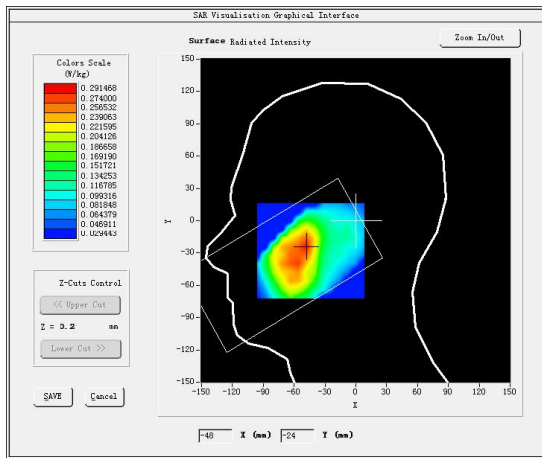 SAR Visualisation Graphical Interface
Surface Radiated Intensity
Zoom In/Out
Colors Scale
(W/kg)
0.291468
0.274000
0.256532
0.239063
0.221595
0.204126
0.186658
0.169190
0.151721
0.134253
0.116785
0.099316
0.081848
0.064379
0.046911
0.029443
Z-Cuts Control
<< Upper Cut
Z = 0.2 mm
Lower Cut >>
SAVE Cancel
150
120
90
60
30
0
-30
-60
-90
-120
-150
Y
-150 -120 -90 -60 -30 0 30 60 90 120 150
X
-48 X (mm) -24 Y (mm)